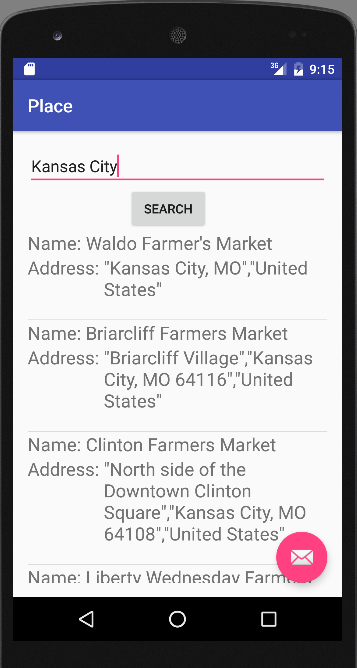 3G 9:15
Place
Kansas City
SEARCH
Name: Waldo Farmer's Market
Address: "Kansas City, MO","United
States"
Name: Briarcliff Farmers Market
Address: "Briarcliff Village","Kansas
City, MO 64116","United
States"
Name: Clinton Farmers Market
Address: "North side of the
Downtown Clinton
Square","Kansas City, MO
64108","United States"
Name: Liberty Wednesday